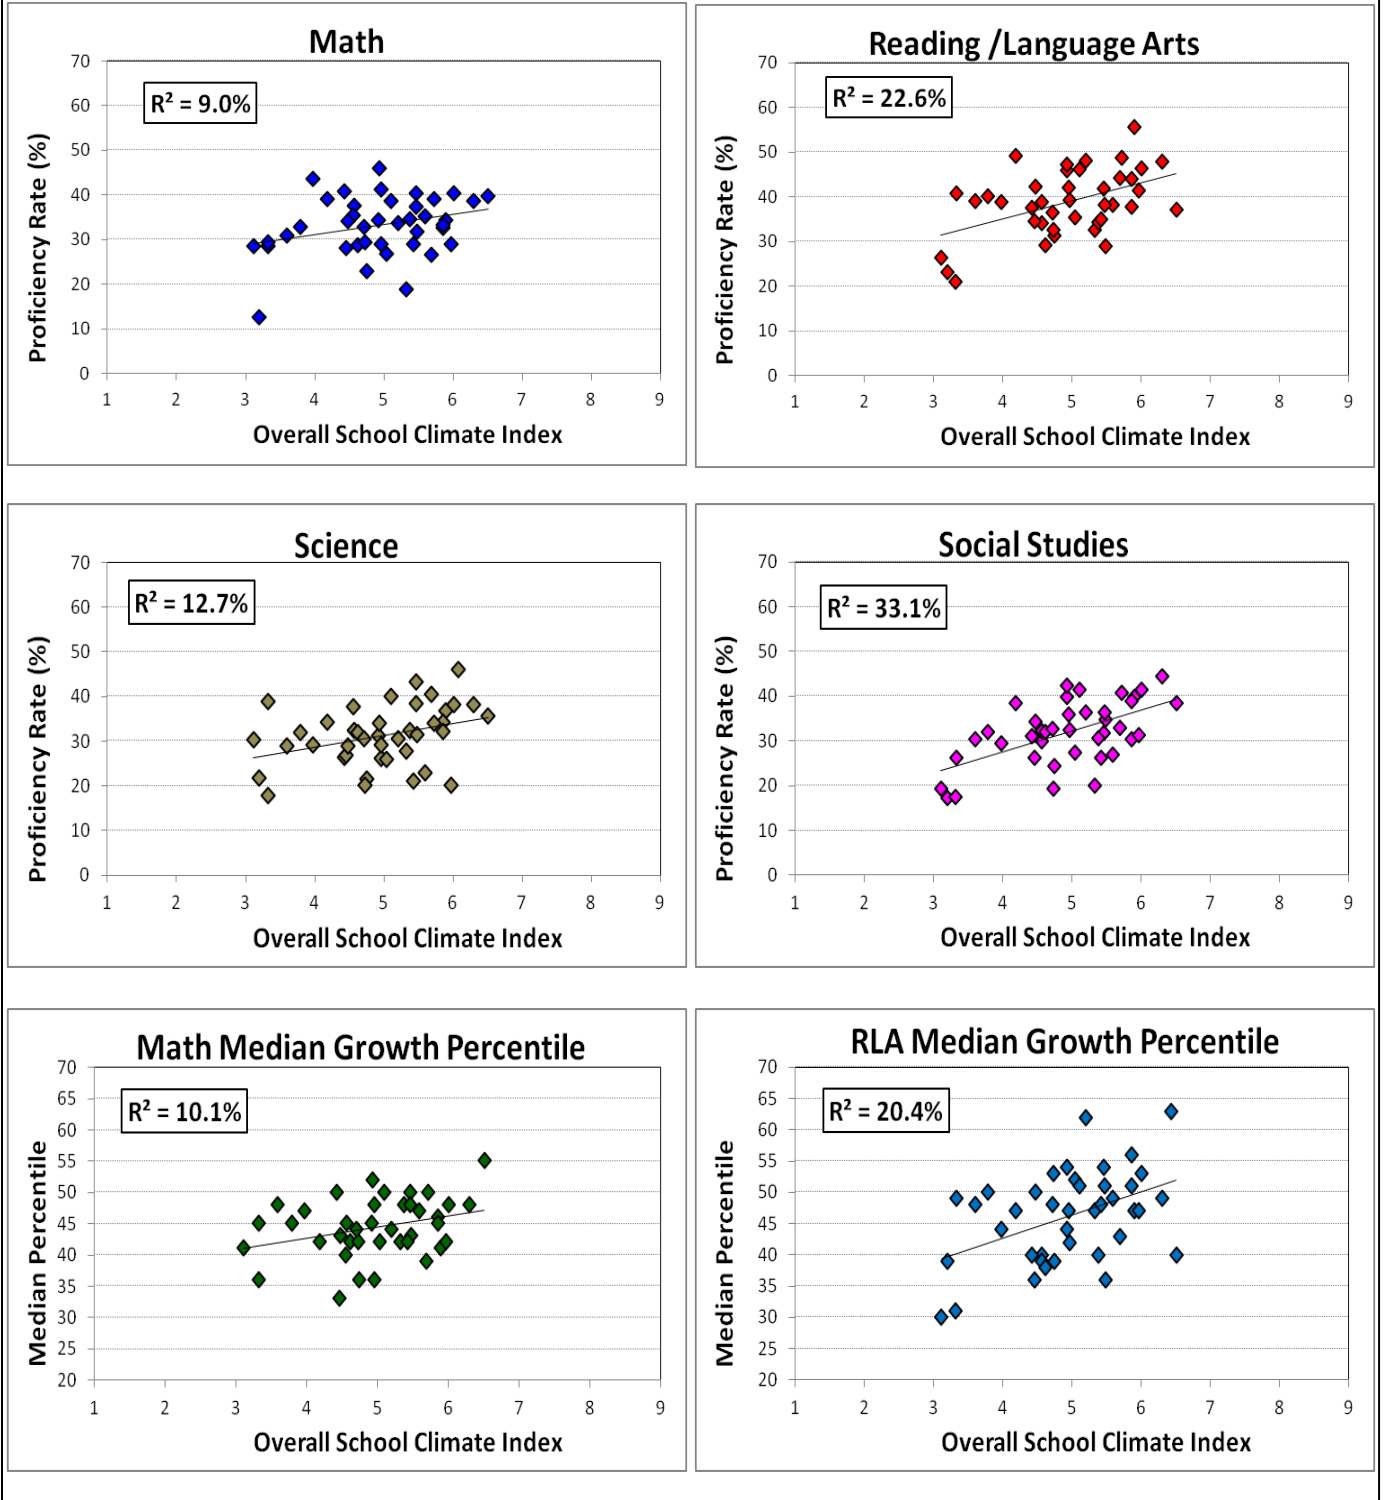 Math
R² = 9.0%
Proficiency Rate (%)
70
60
50
40
30
20
10
0
1 2 3 4 5 6 7 8 9
Overall School Climate Index
Reading /Language Arts
R² = 22.6%
Proficiency Rate (%)
70
60
50
40
30
20
10
0
1 2 3 4 5 6 7 8 9
Overall School Climate Index
Science
R² = 12.7%
Proficiency Rate (%)
70
60
50
40
30
20
10
0
1 2 3 4 5 6 7 8 9
Overall School Climate Index
Social Studies
R² = 33.1%
Proficiency Rate (%)
70
60
50
40
30
20
10
0
1 2 3 4 5 6 7 8 9
Overall School Climate Index
Math Median Growth Percentile
R² = 10.1%
Median Percentile
70
65
60
55
50
45
40
35
30
25
20
1 2 3 4 5 6 7 8 9
Overall School Climate Index
RLA Median Growth Percentile
R² = 20.4%
Median Percentile
70
65
60
55
50
45
40
35
30
25
20
1 2 3 4 5 6 7 8 9
Overall School Climate Index